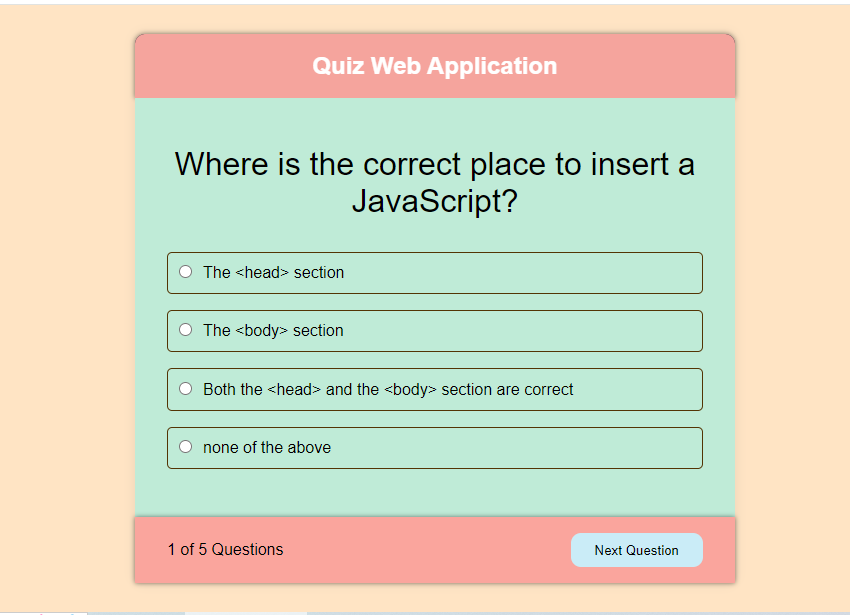 Quiz Web Application
Where is the correct place to insert a
JavaScript?
The <head> section
The <body> section
Both the <head> and the <body> section are correct
none of the above
1 of 5 Questions
Next Question